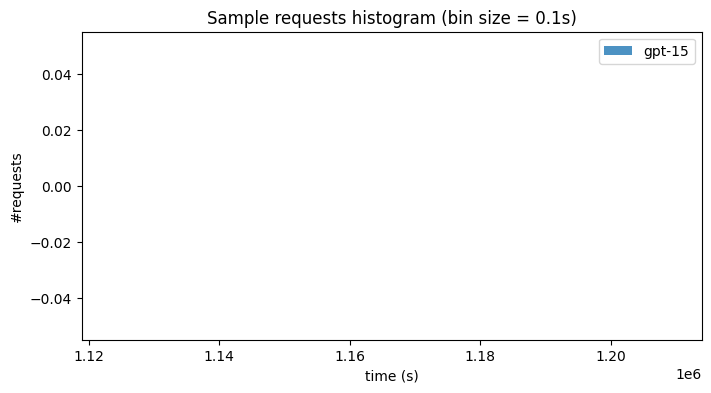 Sample requests histogram (bin size = 0.1s)
gpt-15
0.04
0.02
0.00
−0.02
−0.04
#requests
1.12 1.14 1.16 1.18 1.20
1e6
time (s)